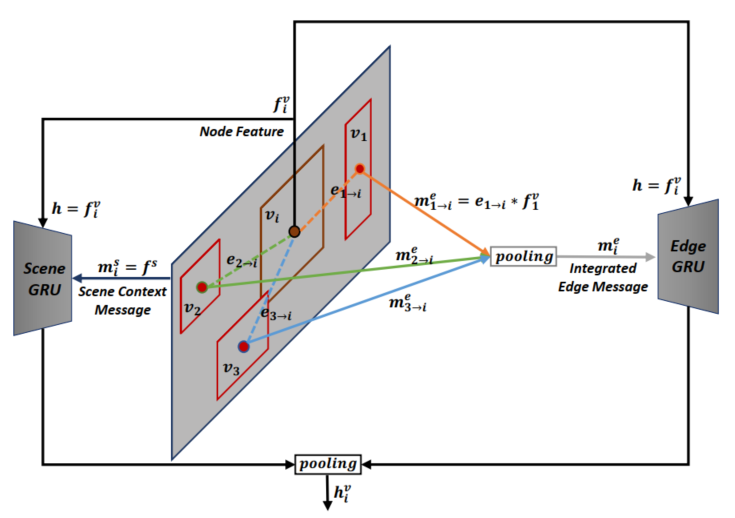 f_i^v
Node Feature
v_1
e_{1→i}
h = f_i^v
h = f_i^v
m_{1→i}^e = e_{1→i} * f_1^v
v_i
Scene
GRU
m_i^s = f^s
Scene Context
Message
e_{2→i}
m_{2→i}^e
pooling
m_i^e
Integrated
Edge Message
Edge
GRU
v_2
e_{3→i}
m_{3→i}^e
v_3
pooling
h_i^v